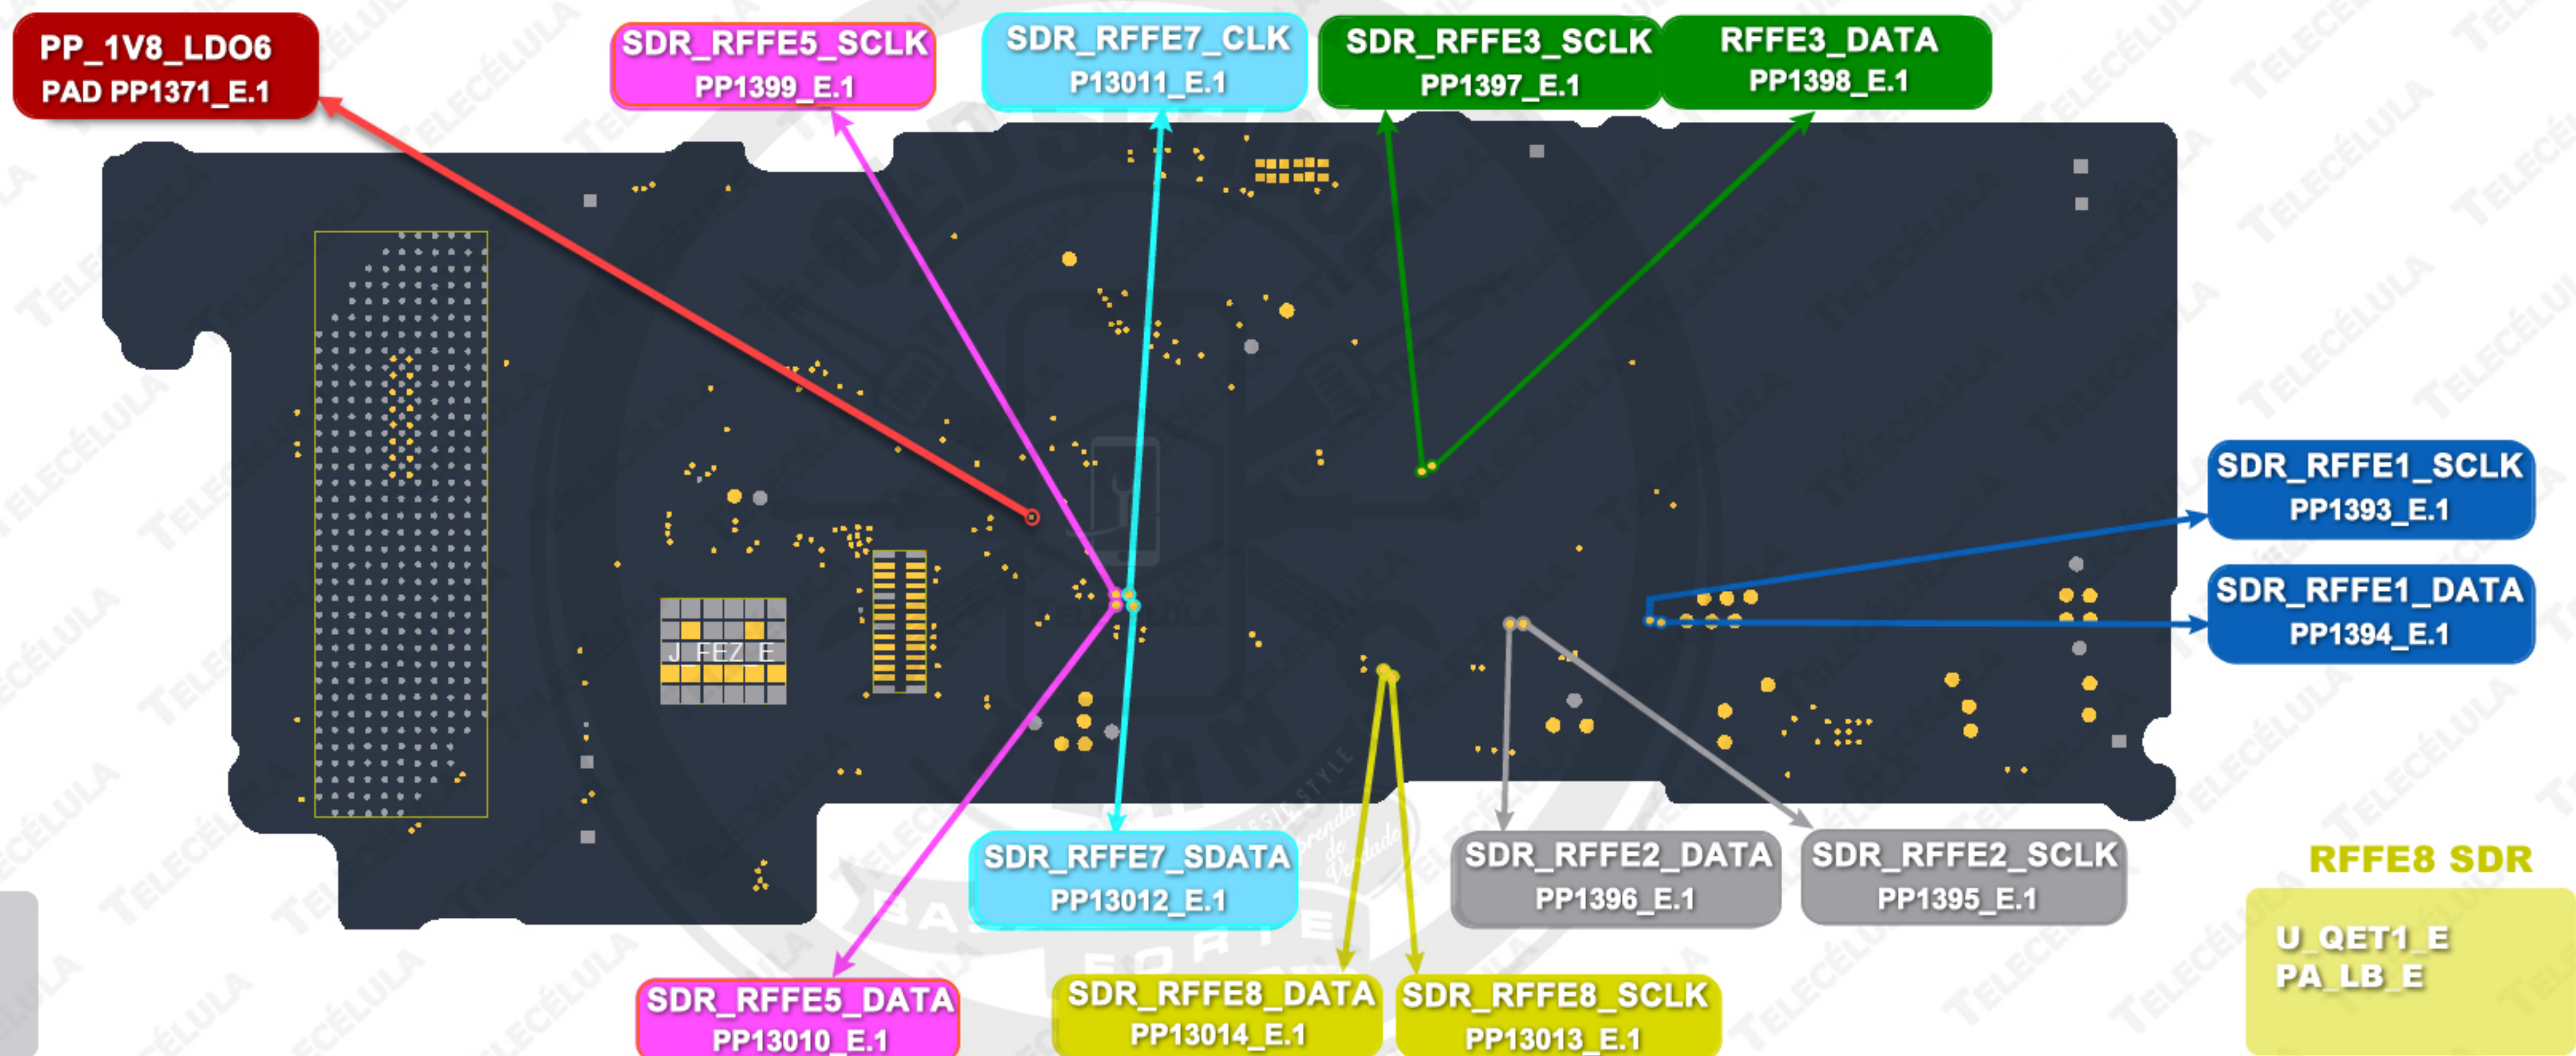 PP_1V8_LDO6
PAD PP1371_E.1
SDR_RFFE5_SCLK
PP1399_E.1
SDR_RFFE7_CLK
P13011_E.1
SDR_RFFE3_SCLK
PP1397_E.1
RFFE3_DATA
PP1398_E.1
SDR_RFFE1_SCLK
PP1393_E.1
SDR_RFFE1_DATA
PP1394_E.1
J_FEZ_E
SDR_RFFE7_SDATA
PP13012_E.1
SDR_RFFE2_DATA
PP1396_E.1
SDR_RFFE2_SCLK
PP1395_E.1
SDR_RFFE5_DATA
PP13010_E.1
SDR_RFFE8_DATA
PP13014_E.1
SDR_RFFE8_SCLK
PP13013_E.1
RFFE8 SDR
U_QET1_E
PA_LB_E
TELECÉLULA